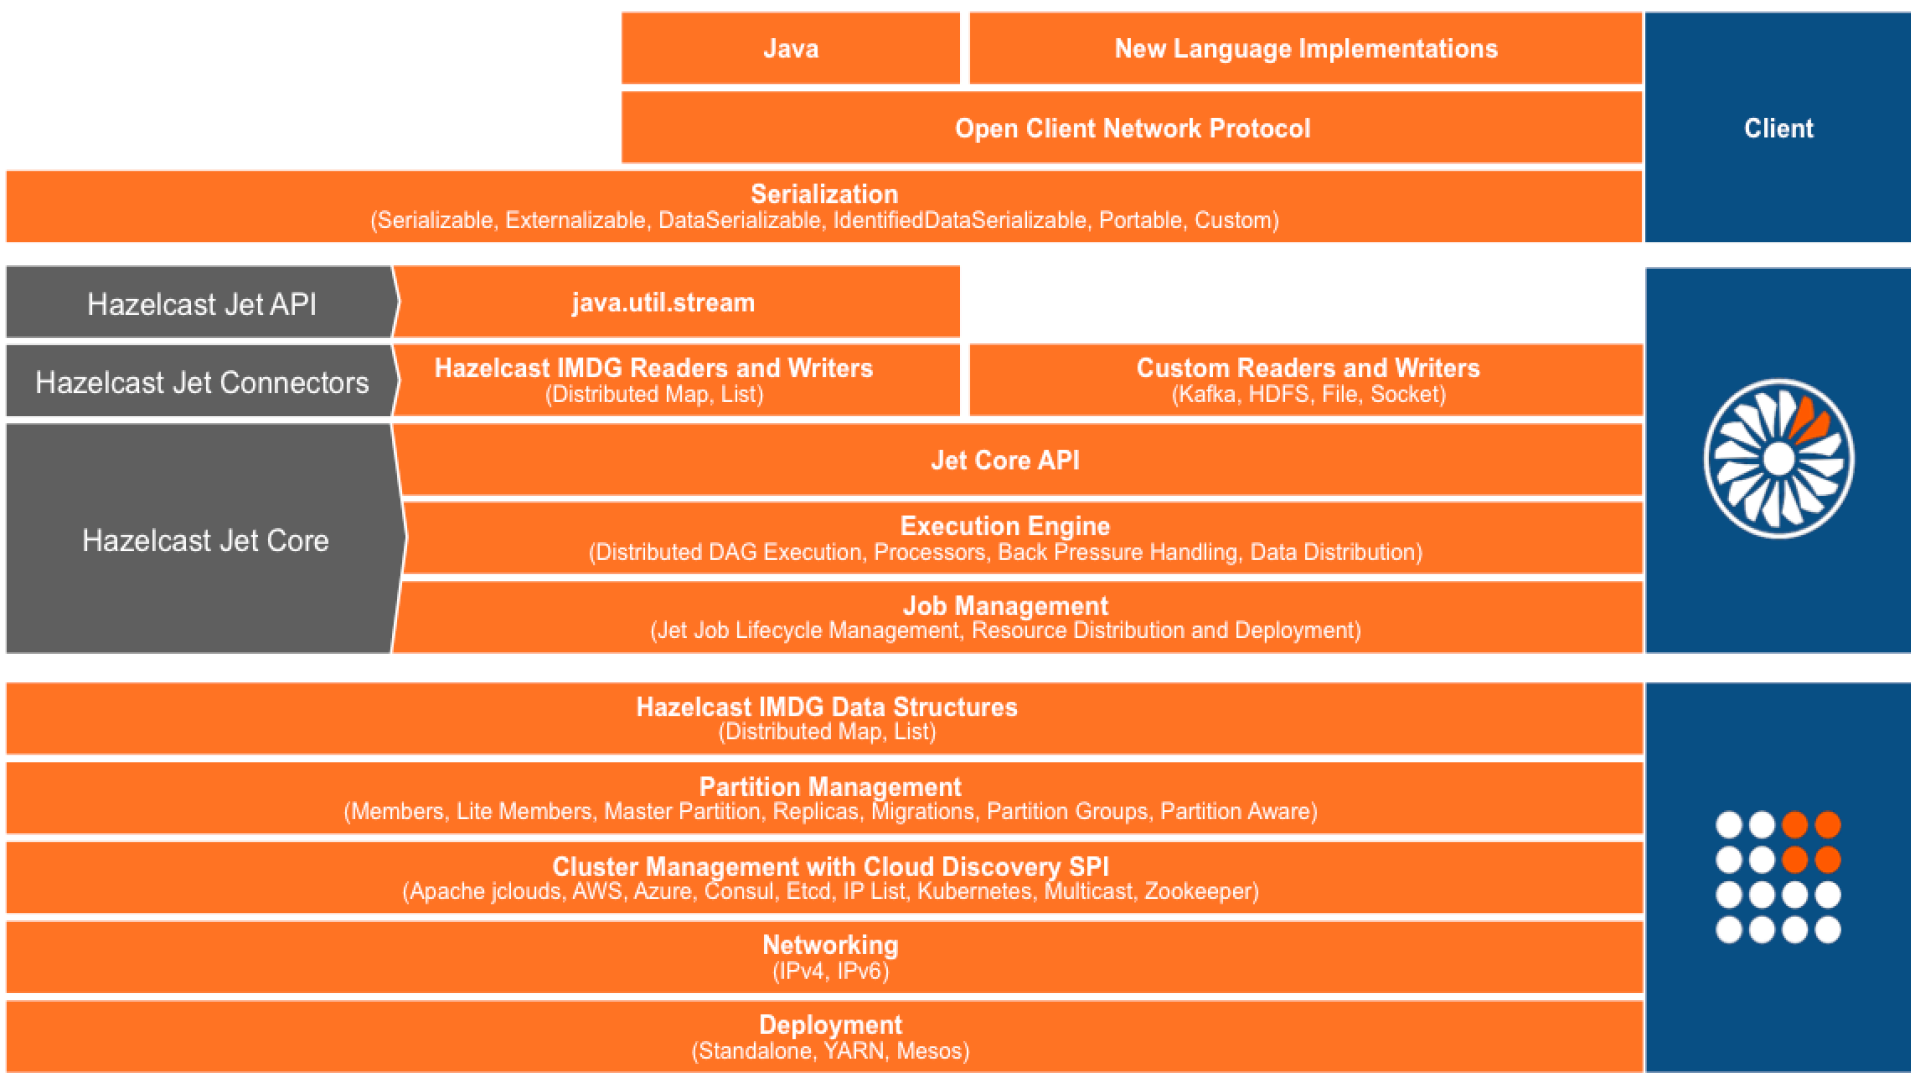 Java
New Language Implementations
Open Client Network Protocol
Client
Serialization
(Serializable, Externalizable, DataSerializable, IdentifiedDataSerializable, Portable, Custom)
Hazelcast Jet API
java.util.stream
Hazelcast Jet Connectors
Hazelcast IMDG Readers and Writers
(Distributed Map, List)
Custom Readers and Writers
(Kafka, HDFS, File, Socket)
Hazelcast Jet Core
Jet Core API
Execution Engine
(Distributed DAG Execution, Processors, Back Pressure Handling, Data Distribution)
Job Management
(Jet Job Lifecycle Management, Resource Distribution and Deployment)
Hazelcast IMDG Data Structures
(Distributed Map, List)
Partition Management
(Members, Lite Members, Master Partition, Replicas, Migrations, Partition Groups, Partition Aware)
Cluster Management with Cloud Discovery SPI
(Apache jclouds, AWS, Azure, Consul, Etcd, IP List, Kubernetes, Multicast, Zookeeper)
Networking
(IPv4, IPv6)
Deployment
(Standalone, YARN, Mesos)